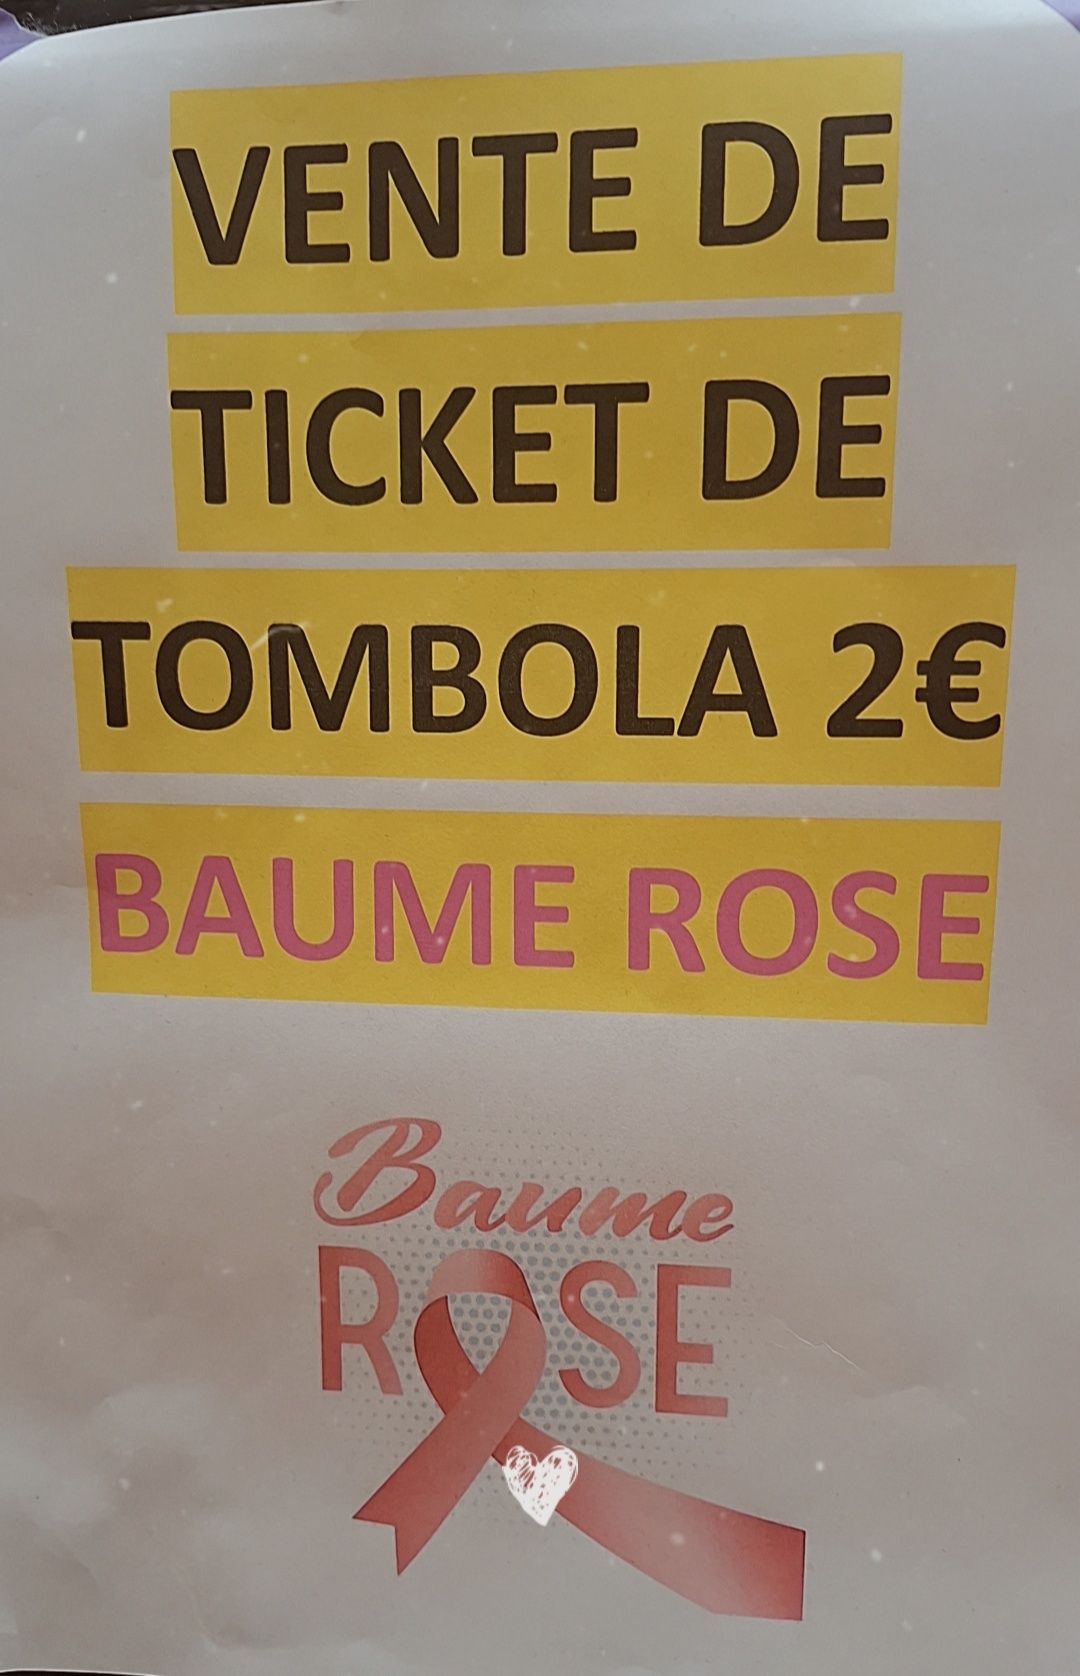 VENTE DE
TICKET DE
TOMBOLA 2€
BAUME ROSE
Baume
ROSE